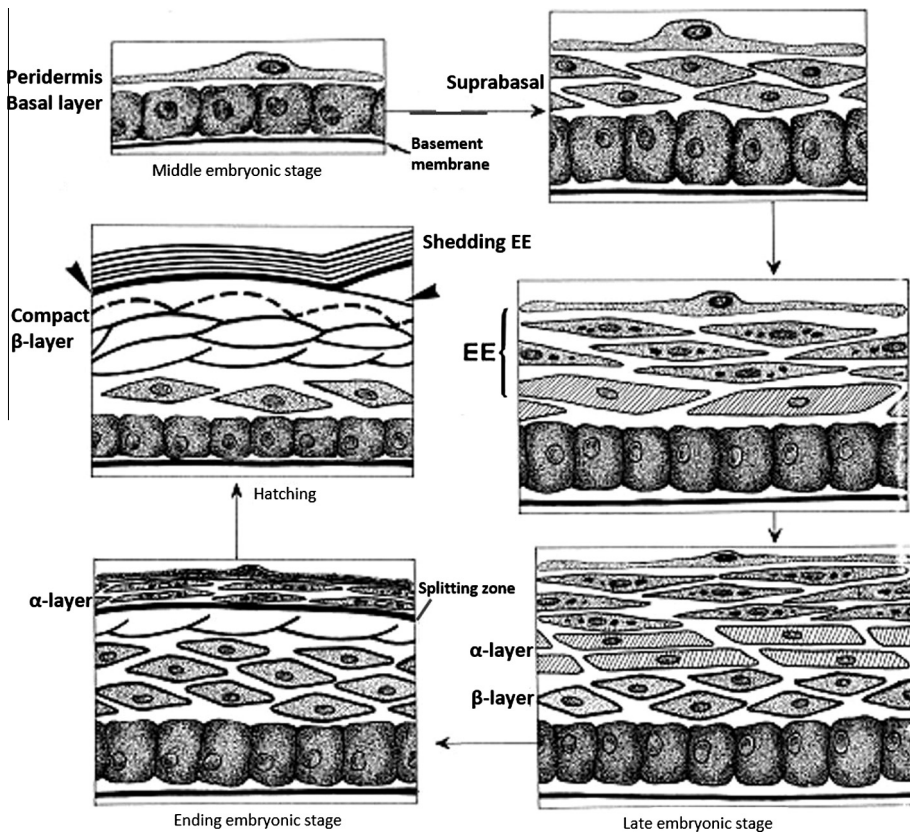 Peridermis
Basal layer
Basement
membrane
Middle embryonic stage
Suprabasal
EE
α-layer
β-layer
Late embryonic stage
α-layer
Splitting zone
Ending embryonic stage
Shedding EE
Compact
β-layer
Hatching